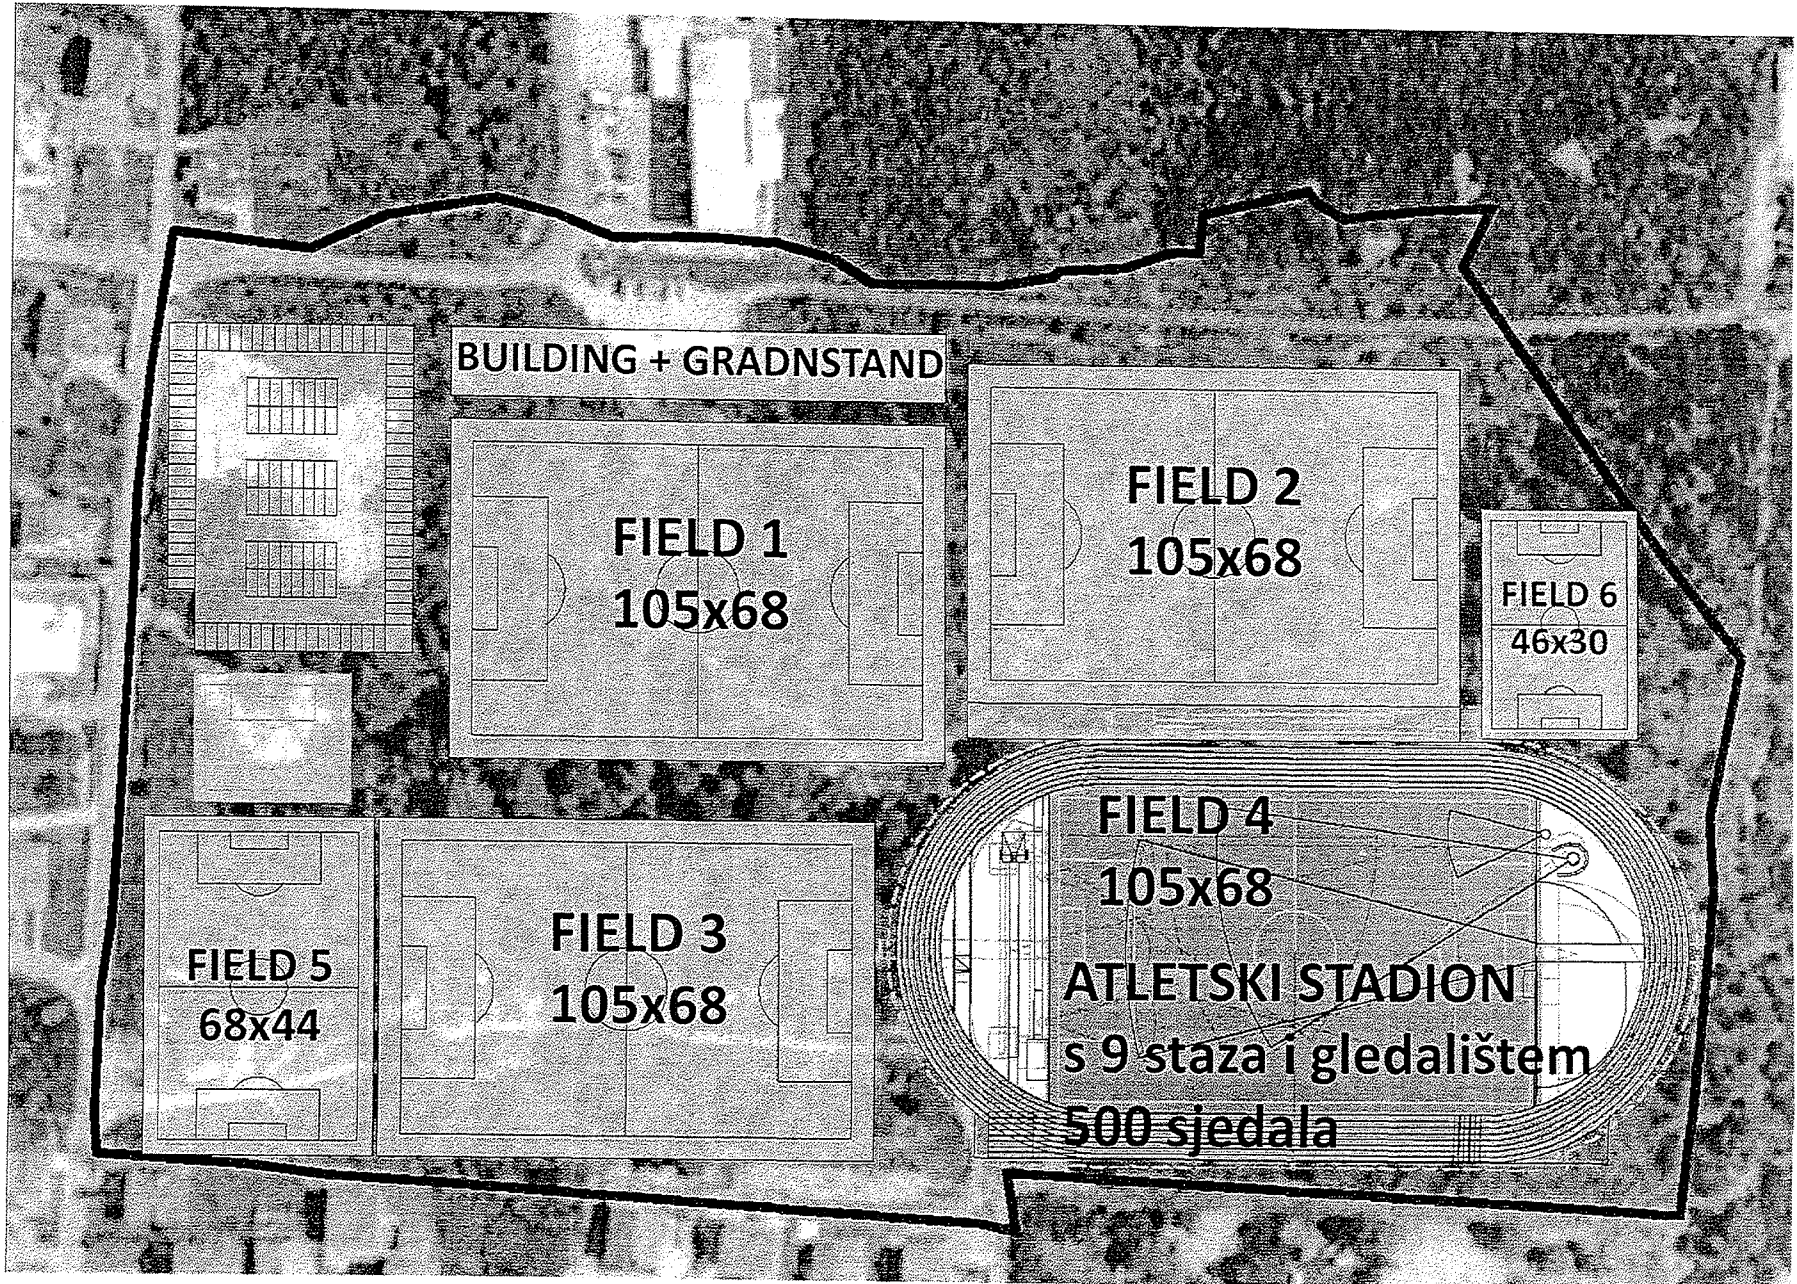 BUILDING + GRADNSTAND
FIELD 1
105x68
FIELD 2
105x68
FIELD 6
46x30
FIELD 5
68x44
FIELD 3
105x68
FIELD 4
105x68
ATLETSKI STADION
s 9 staza i gledalištem
500 sjedala